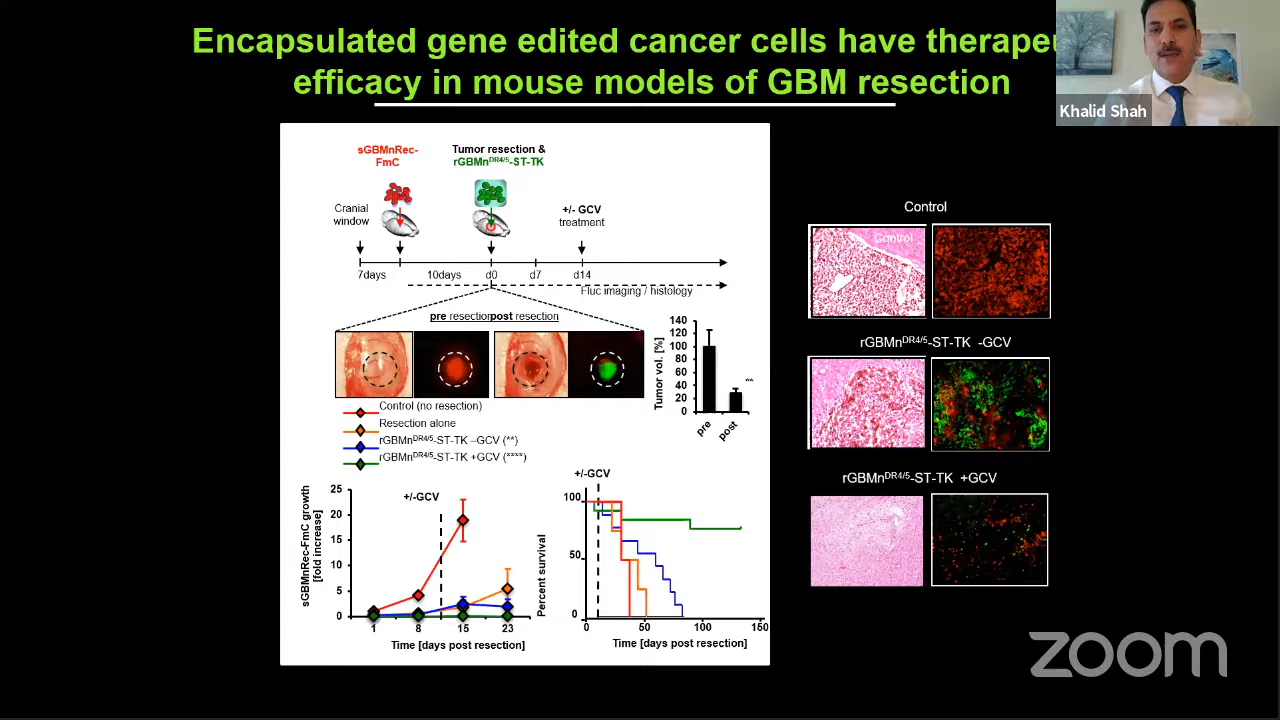 Encapsulated gene edited cancer cells have therapeu
efficacy in mouse models of GBM resection
Khalid Shah
sGBMnRec-
FmC
Tumor resection &
rGBMnDR4/5-ST-TK
Cranial
window
+/- GCV
treatment
7days
10days
d0
d7
d14
Fluc imaging / histology
pre resection
post resection
140
120
100
80
60
40
20
0
Tumor vol. [%]
**
pre
post
Control (no resection)
Resection alone
rGBMnDR4/5-ST-TK –GCV (**)
rGBMnDR4/5-ST-TK +GCV (****)
25
20
15
10
5
0
sGBMnRec-FmC growth
[fold increase]
+/-GCV
1
8
15
23
Time [days post resection]
+/-GCV
100
50
0
Percent survival
0
50
100
150
Time [days post resection]
Control
Control
rGBMnDR4/5-ST-TK -GCV
rGBMnDR4/5-ST-TK +GCV
zoom